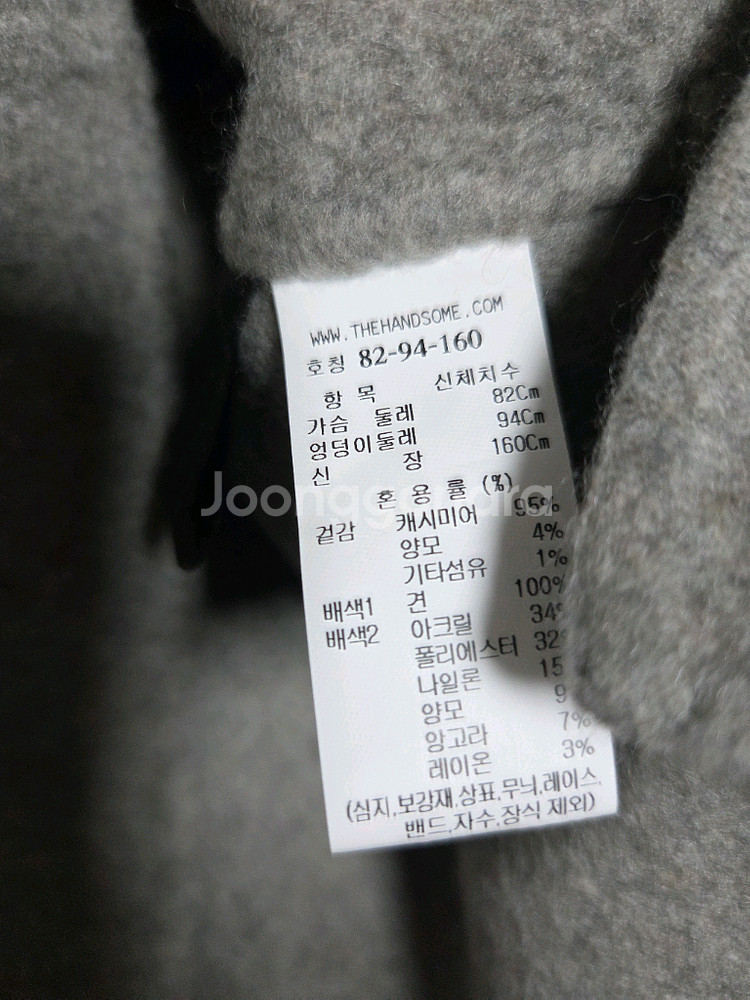 WWW.THEHANDSOME.COM
호칭 82-94-160
항 목 신체치수
가슴 둘레 82Cm
엉덩이둘레 94Cm
신 장 160Cm
혼 용 률 (%)
겉감 캐시미어 95%
양모 4%
기타섬유 1%
배색1 견 100%
배색2 아크릴 34
폴리에스터 32
나일론 15
양모 9
앙고라 7%
레이온 3%
(심지,보강재,상표,무늬,레이스,
밴드,자수,장식 제외)
Joonggonara